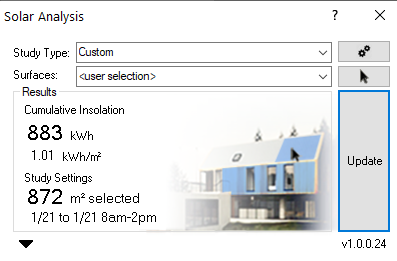 Solar Analysis
? ×
Study Type: Custom
Surfaces: <user selection>
Results
Cumulative Insolation
883 kWh
1.01 kWh/m²
Study Settings
872 m² selected
1/21 to 1/21 8am-2pm
Update
v1.0.0.24